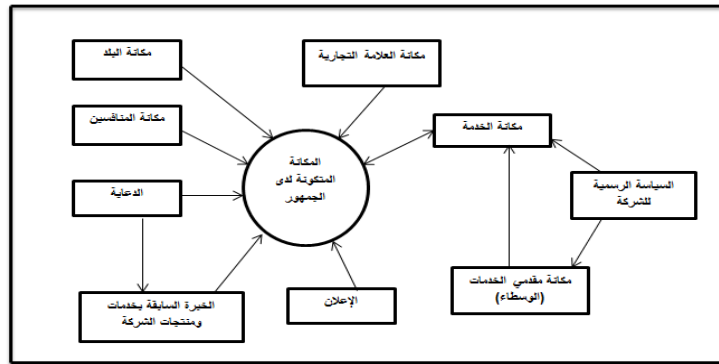 مكانة العلامة التجارية
مكانة البلد
مكانة المنافسين
مكانة الخدمة
المكانة
المتكونة لدى
الجمهور
الدعاية
السياسة الرسمية
للشركة
مكانة مقدمي الخدمات
(الوسطاء)
الإعلان
الخبرة السابقة بخدمات
ومنتجات الشركة